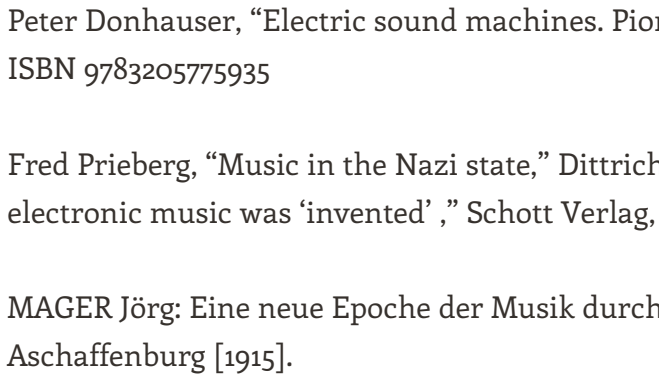 Peter Donhauser, “Electric sound machines.
ISBN 9783205775935
Fred Prieberg, “Music in the Nazi state,” Dittrich
electronic music was ‘invented’ ,” Schott Verlag,
MAGER Jörg: Eine neue Epoche der Musik durch
Aschaffenburg [1915].